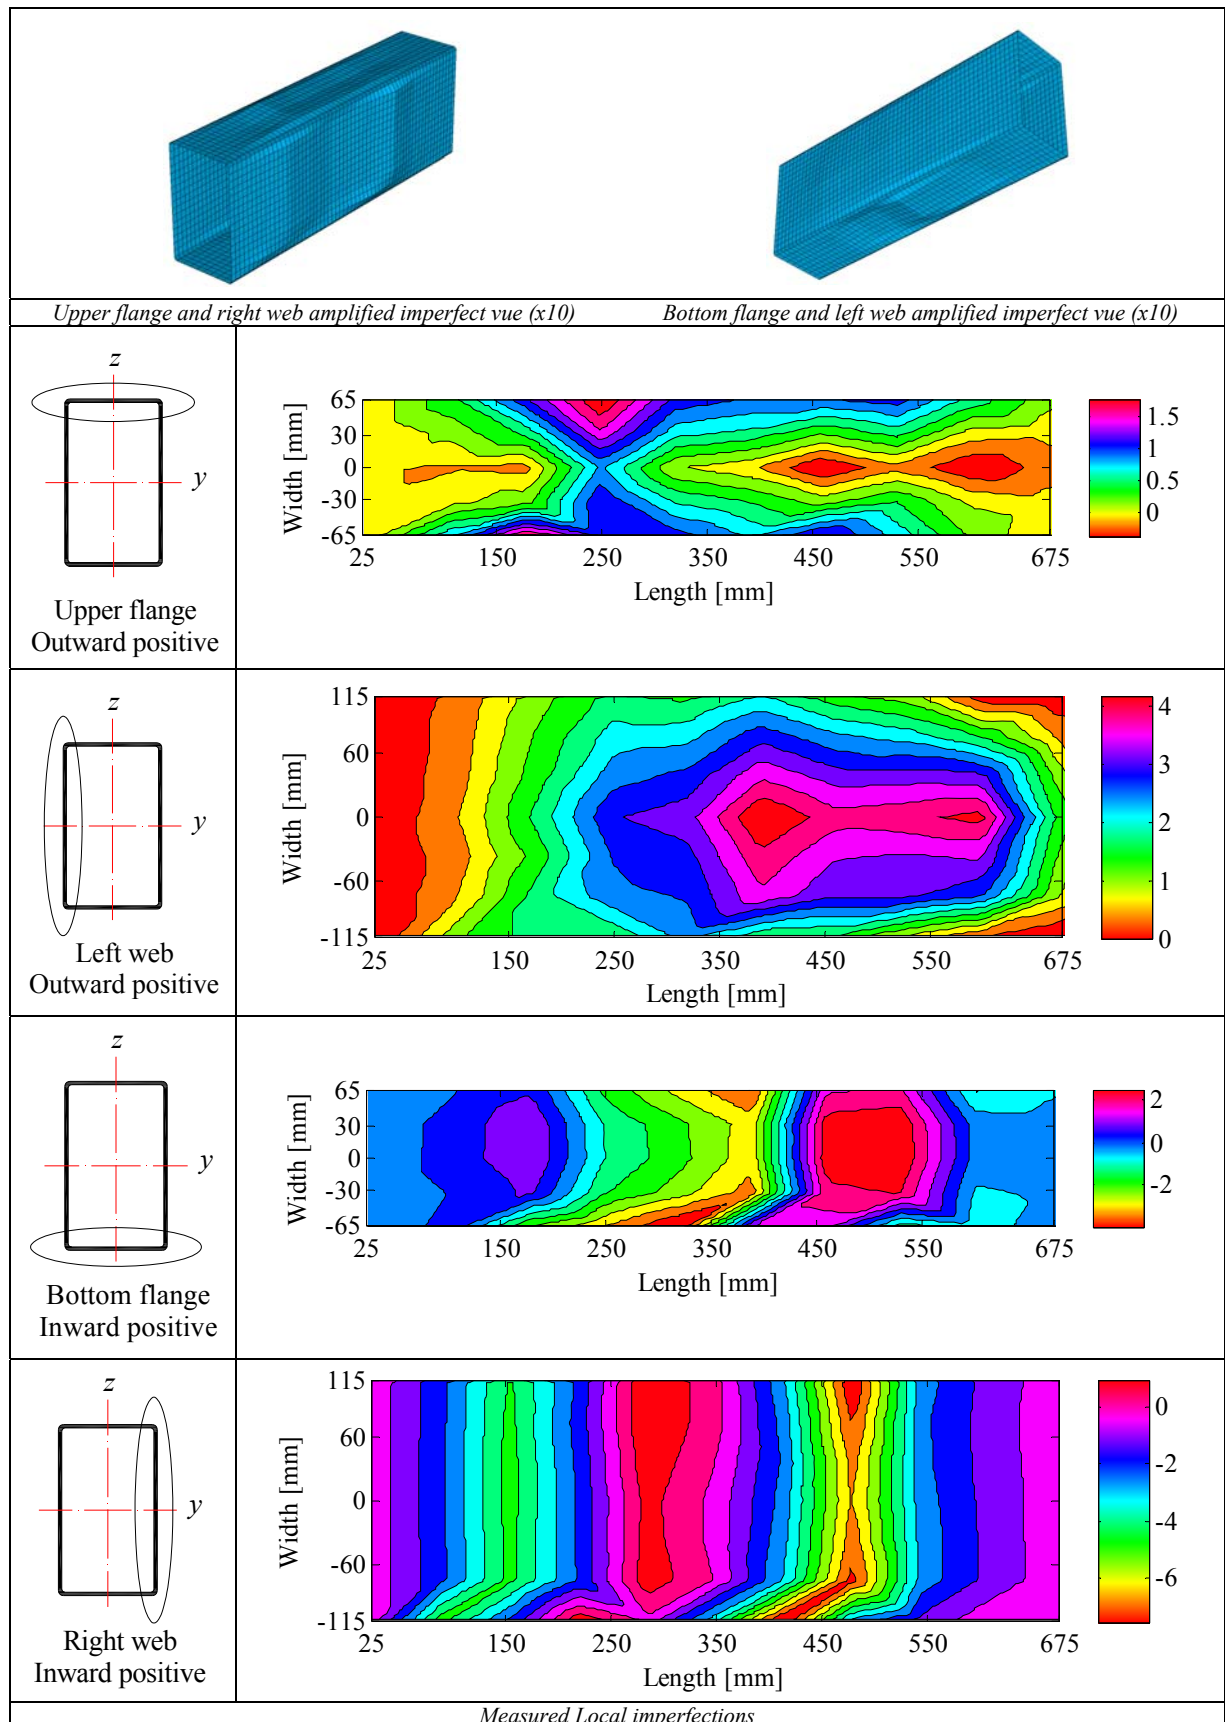 Upper flange and right web amplified imperfect vue (x10) Bottom flange and left web amplified imperfect vue (x10)
z
y
Upper flange
Outward positive
65
30
0
-30
-65
Width [mm]
25 150 250 350 450 550 675
Length [mm]
1.5
1
0.5
0
z
y
Left web
Outward positive
115
60
0
-60
-115
Width [mm]
25 150 250 350 450 550 675
Length [mm]
4
3
2
1
0
z
y
Bottom flange
Inward positive
65
30
0
-30
-65
Width [mm]
25 150 250 350 450 550 675
Length [mm]
2
0
-2
z
y
Right web
Inward positive
115
60
0
-60
-115
Width [mm]
25 150 250 350 450 550 675
Length [mm]
0
-2
-4
-6
Measured Local imperfections